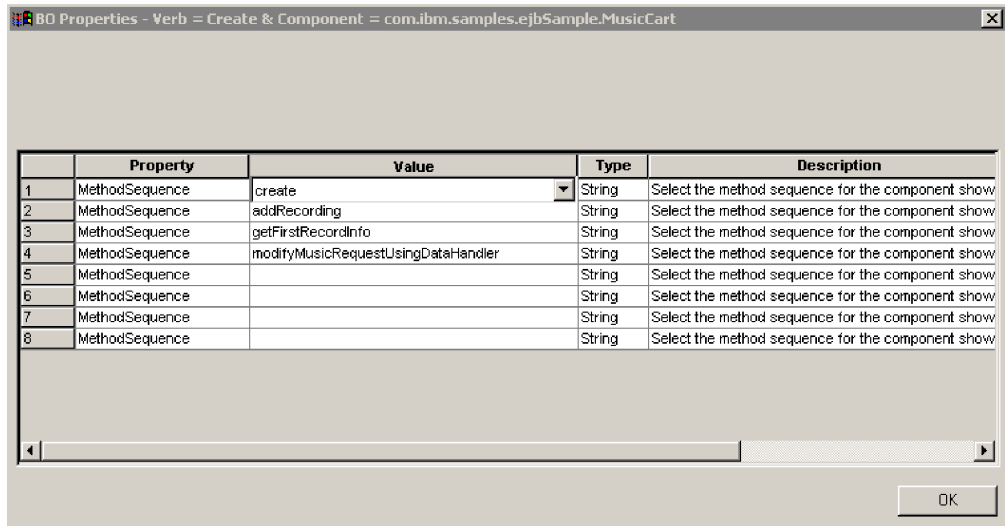 BO Properties - Verb = Create & Component = com.ibm.samples.ejbSample.MusicCart
Property Value Type Description
1 MethodSequence create String Select the method sequence for the component show
2 MethodSequence addRecording String Select the method sequence for the component show
3 MethodSequence getFirstRecordInfo String Select the method sequence for the component show
4 MethodSequence modifyMusicRequestUsingDataHandler String Select the method sequence for the component show
5 MethodSequence String Select the method sequence for the component show
6 MethodSequence String Select the method sequence for the component show
7 MethodSequence String Select the method sequence for the component show
8 MethodSequence String Select the method sequence for the component show
OK